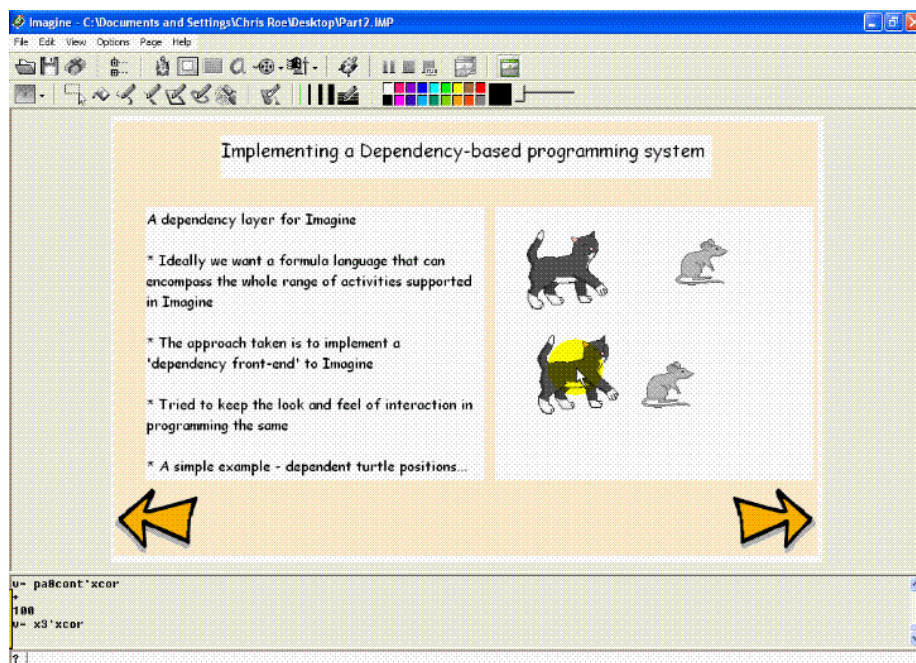 Imagine - C:\Documents and Settings\Chris Roe\Desktop\Part2.IMP
File Edit View Options Page Help
Implementing a Dependency-based programming system
A dependency layer for Imagine
* Ideally we want a formula language that can
encompass the whole range of activities supported
in Imagine
* The approach taken is to implement a
'dependency front-end' to Imagine
* Tried to keep the look and feel of interaction in
programming the same
* A simple example - dependent turtle positions...
v- pa8cont'xcor
+
100
v- x3'xcor
?